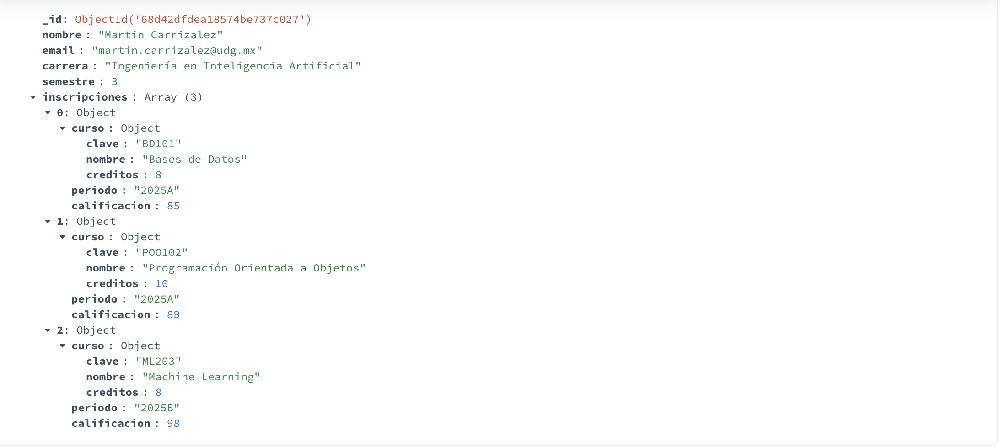 _id: ObjectId('68d42dfdea18574be737c027')
nombre : "Martin Carrizalez"
email : "martin.carrizalez@udg.mx"
carrera : "Ingeniería en Inteligencia Artificial"
semestre : 3
inscripciones : Array (3)
0: Object
curso : Object
clave : "BD101"
nombre : "Bases de Datos"
creditos : 8
periodo : "2025A"
calificacion : 85
1: Object
curso : Object
clave : "POO102"
nombre : "Programación Orientada a Objetos"
creditos : 10
periodo : "2025A"
calificacion : 89
2: Object
curso : Object
clave : "ML203"
nombre : "Machine Learning"
creditos : 8
periodo : "2025B"
calificacion : 98